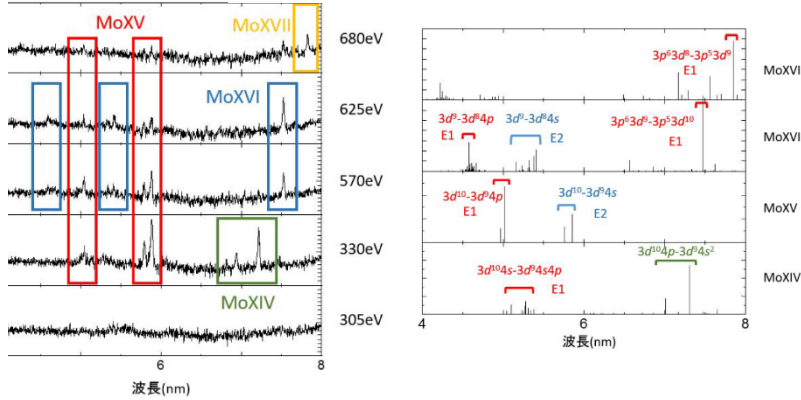 MoXV
MoXVII
680eV
MoXVI
625eV
570eV
330eV
MoXIV
305eV
6
8
波長(nm)
3p⁶3d⁸-3p⁵3d⁹
E1
MoXVI
3d⁹-3d⁸4p
E1
3d⁹-3d⁸4s
E2
3p⁶3d⁹-3p⁵3d¹⁰
E1
MoXVI
3d¹⁰-3d⁹4p
E1
3d¹⁰-3d⁹4s
E2
MoXV
3d¹⁰4s-3d⁹4s4p
E1
3d¹⁰4p-3d⁹4s²
MoXIV
4
6
8
波長(nm)